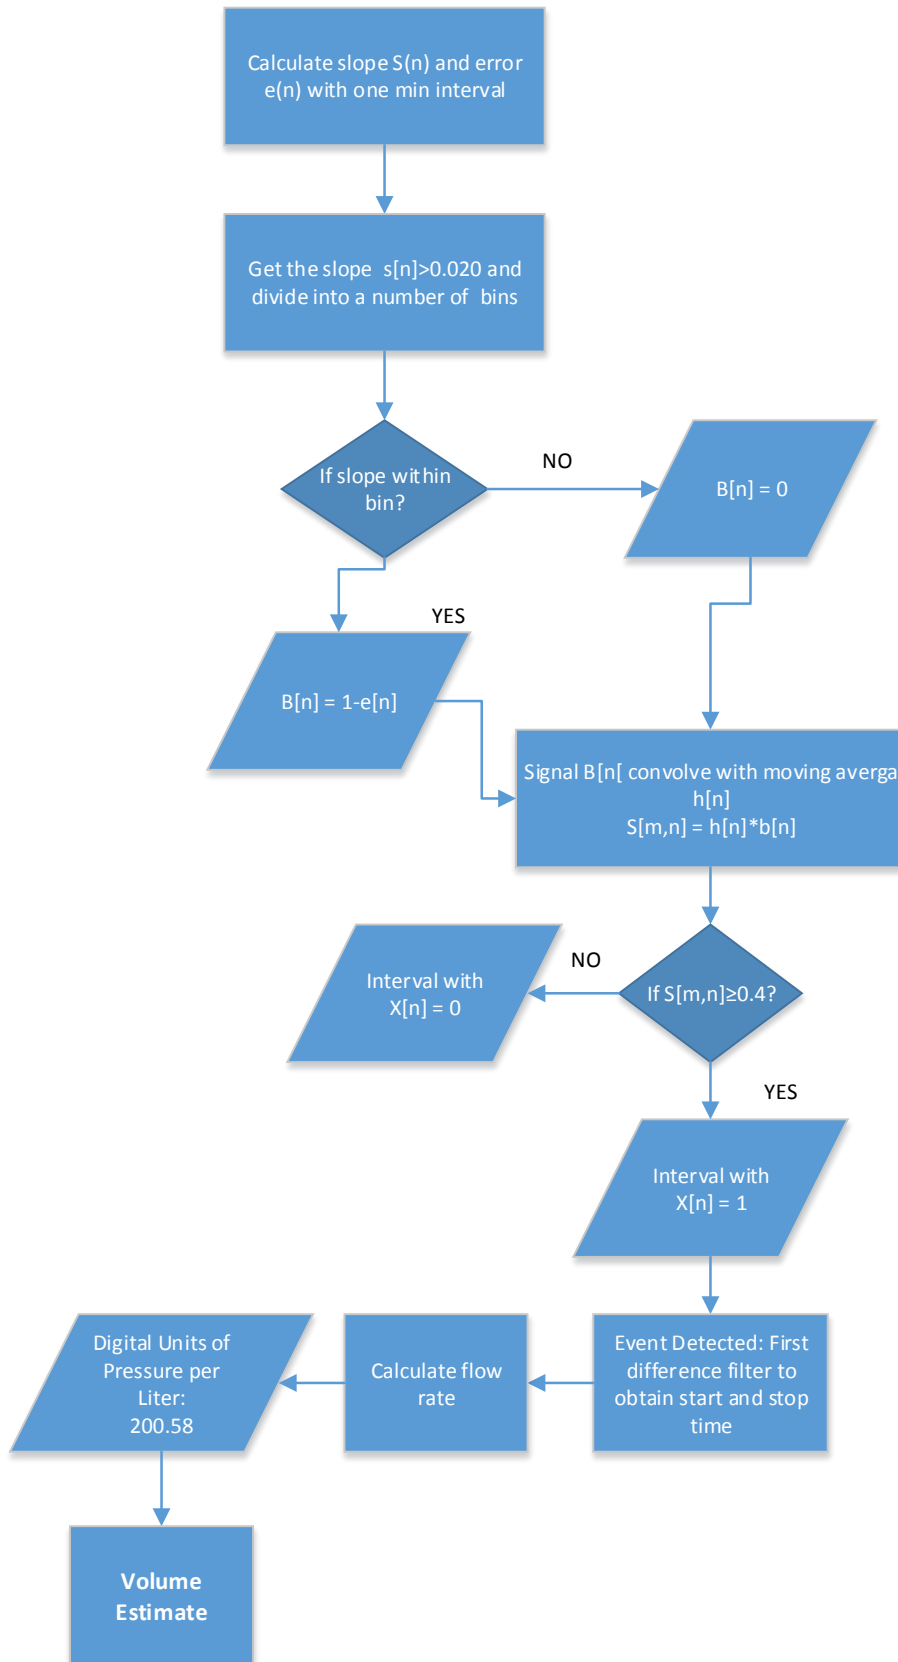 Calculate slope S(n) and error
e(n) with one min interval
Get the slope s[n]>0.020 and
divide into a number of bins
If slope within
bin?
NO
B[n] = 0
YES
B[n] = 1-e[n]
Signal B[n[ convolve with moving averga
h[n]
S[m,n] = h[n]*b[n]
If S[m,n]≥0.4?
NO
Interval with
X[n] = 0
YES
Interval with
X[n] = 1
Event Detected: First
difference filter to
obtain start and stop
time
Calculate flow
rate
Digital Units of
Pressure per
Liter:
200.58
Volume
Estimate